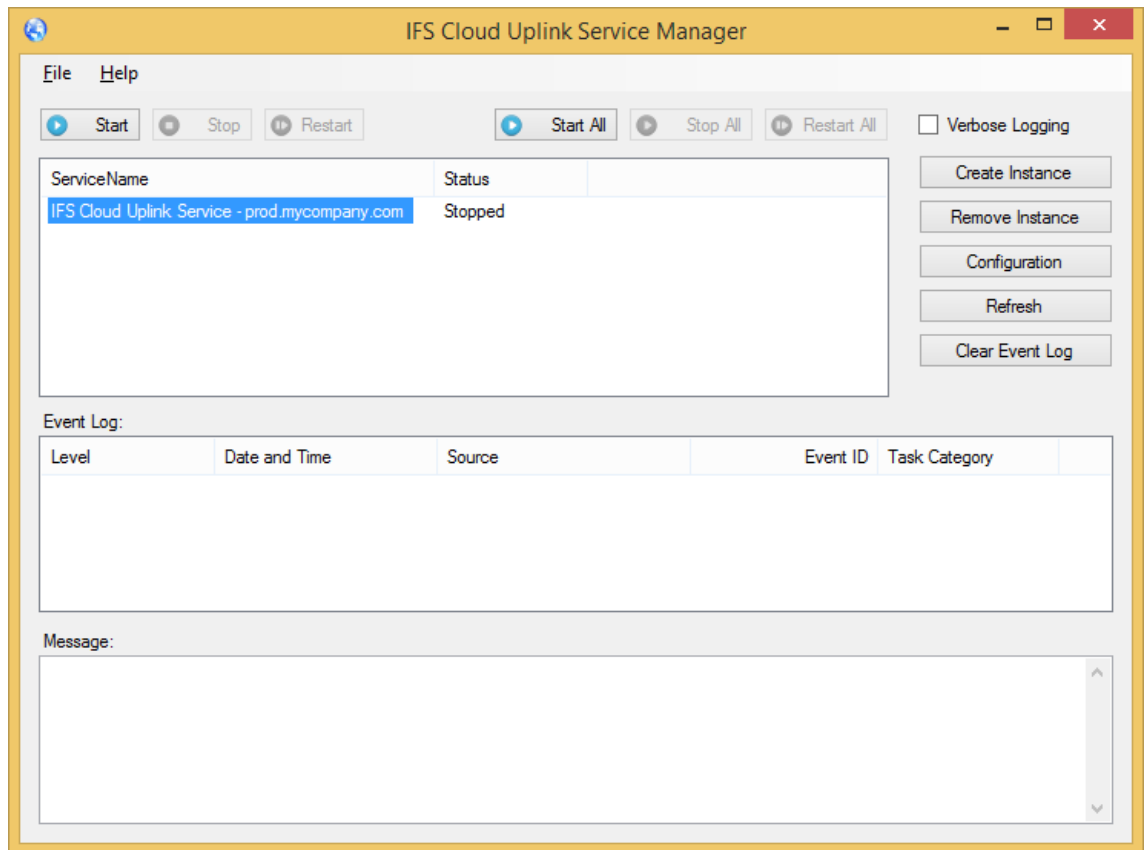 IFS Cloud Uplink Service Manager
File Help
Start Stop Restart Start All Stop All Restart All Verbose Logging
ServiceName Status
IFS Cloud Uplink Service - prod.mycompany.com Stopped
Create Instance
Remove Instance
Configuration
Refresh
Clear Event Log
Event Log:
Level Date and Time Source Event ID Task Category
Message: